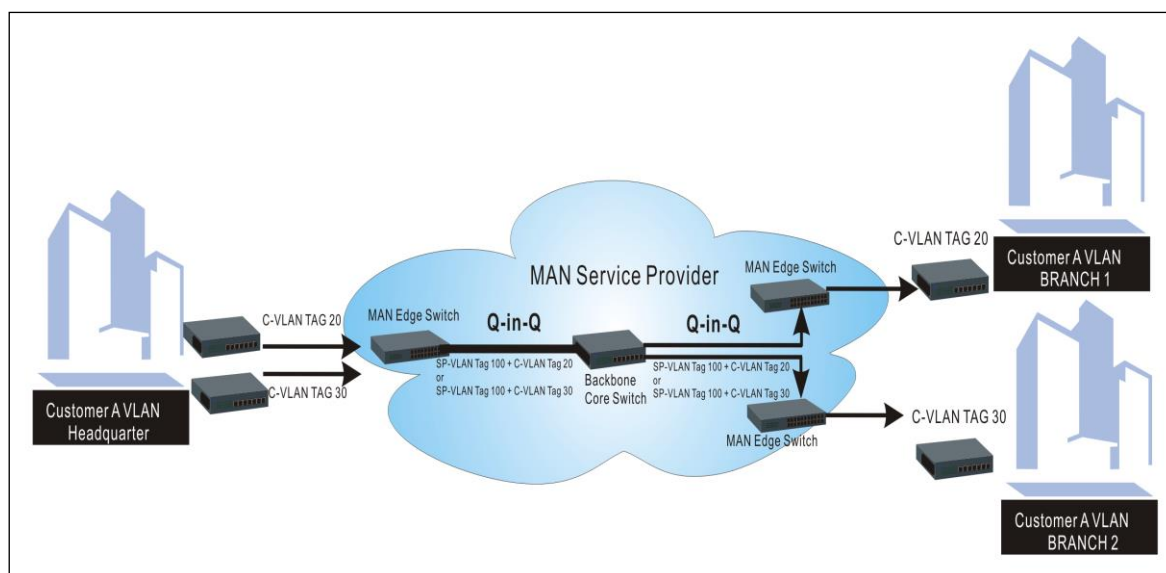 MAN Service Provider
C-VLAN TAG 20
C-VLAN TAG 30
Customer A VLAN
Headquarter
MAN Edge Switch
Q-in-Q
SP-VLAN Tag 100 + C-VLAN Tag 20
or
SP-VLAN Tag 100 + C-VLAN Tag 30
Backbone
Core Switch
Q-in-Q
SP-VLAN Tag 100 + C-VLAN Tag 20
or
SP-VLAN Tag 100 + C-VLAN Tag 30
MAN Edge Switch
MAN Edge Switch
C-VLAN TAG 20
Customer A VLAN
BRANCH 1
C-VLAN TAG 30
Customer A VLAN
BRANCH 2